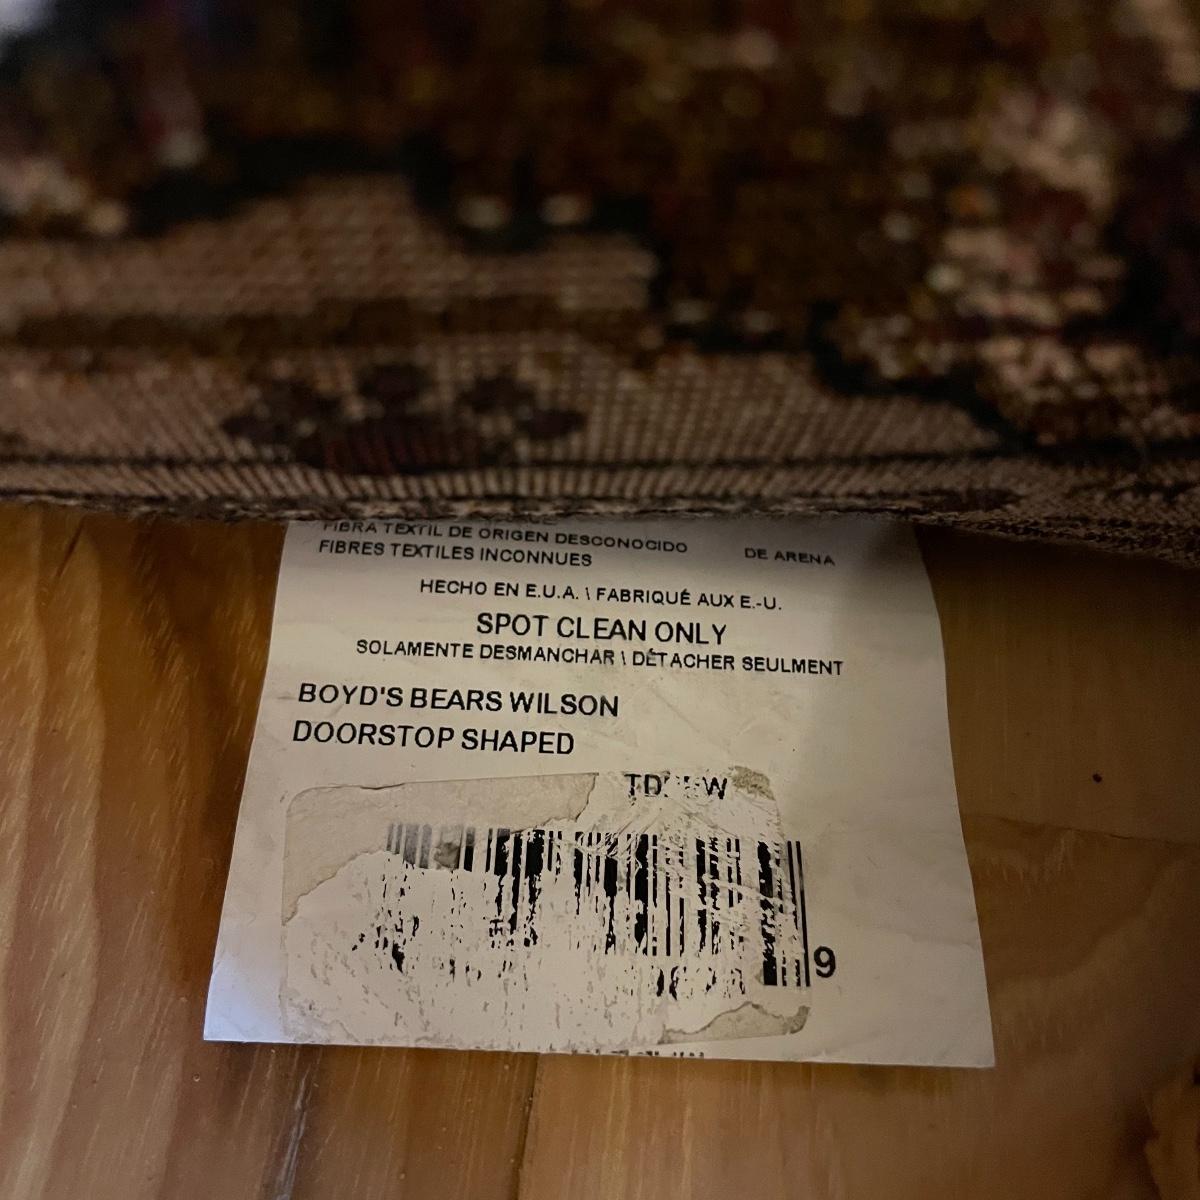 FIBRA TEXTIL DE ORIGEN DESCONOCIDO DE ARENA
FIBRES TEXTILES INCONNUES
HECHO EN E.U.A. \ FABRIQUÉ AUX E.-U.
SPOT CLEAN ONLY
SOLAMENTE DESMANCHAR \ DÉTACHER SEULMENT
BOYD'S BEARS WILSON
DOORSTOP SHAPED
9